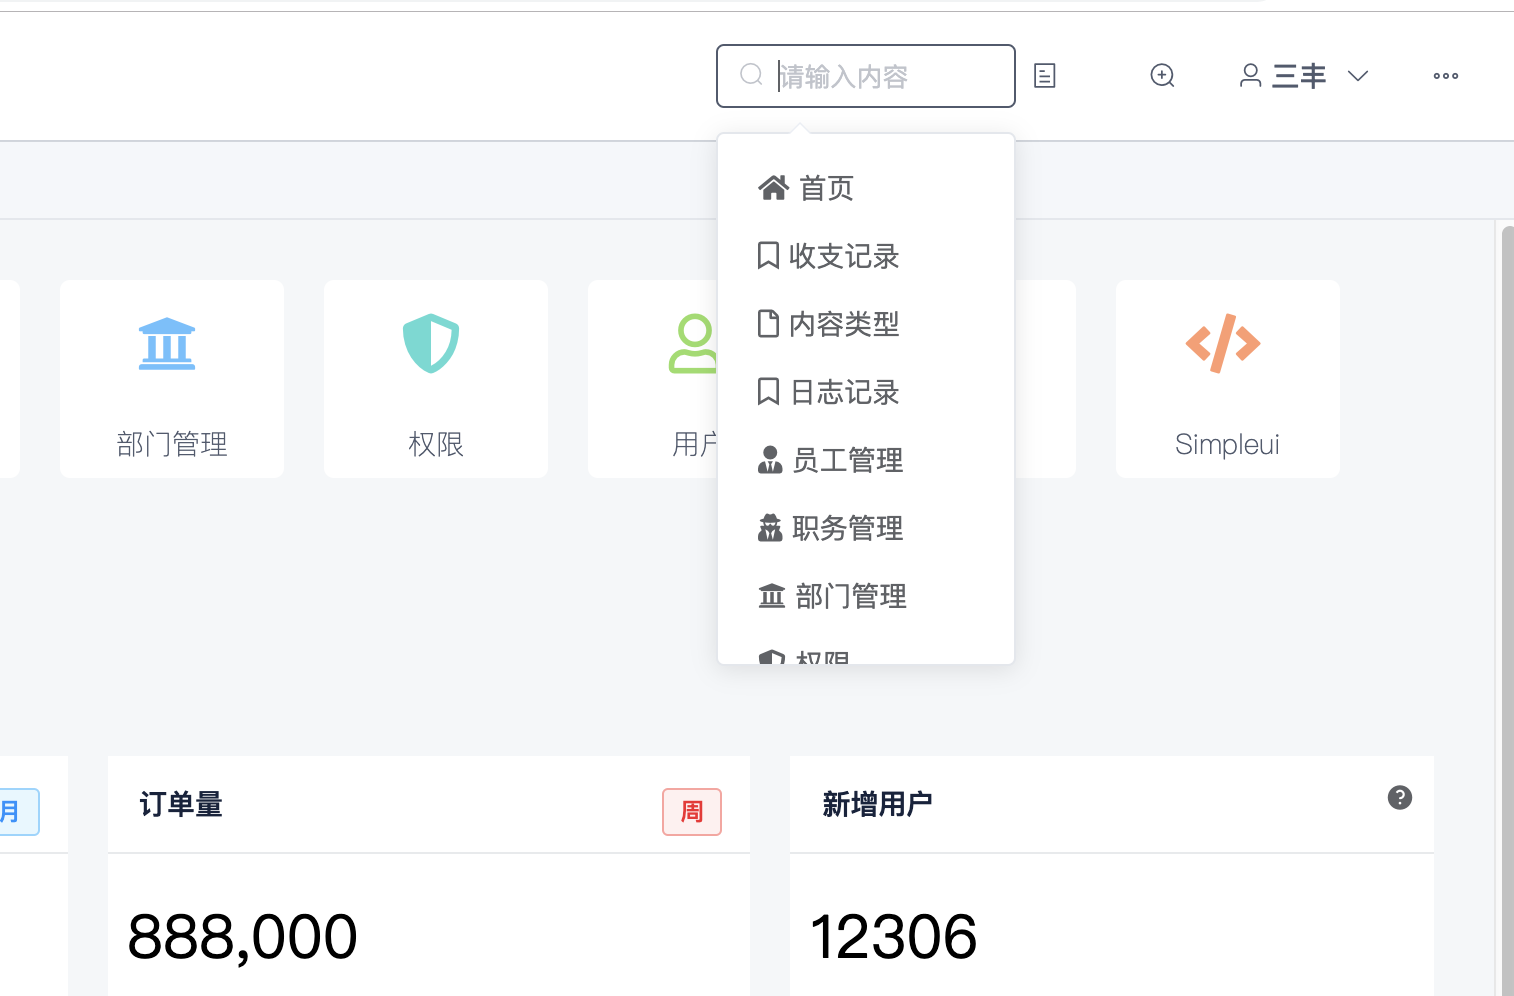 请输入内容
三丰
首页
收支记录
内容类型
日志记录
员工管理
职务管理
部门管理
权限
部门管理
权限
用户
Simpleui
月
订单量
周
新增用户
888,000
12306